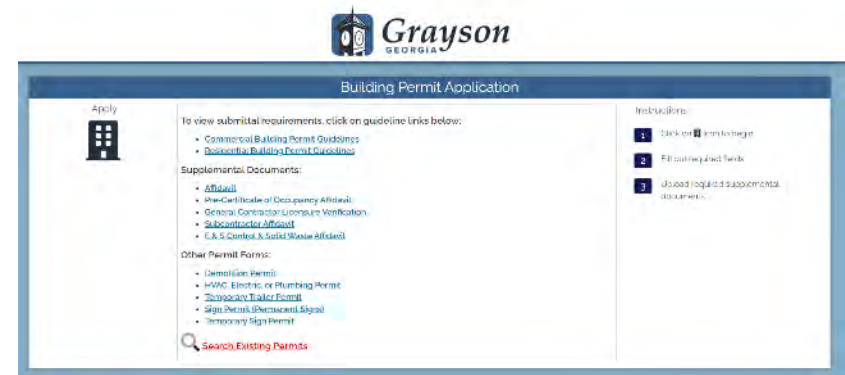 Grayson
GEORGIA
Building Permit Application
Apply
To view submittal requirements, click on guideline links below:
Commercial Building Permit Guidelines
Residential Building Permit Guidelines
Supplemental Documents:
Affidavit
Pre-Certificate of Occupancy Affidavit
General Contractor Licensure Verification
Subcontractor Affidavit
E & S Control & Solid Waste Affidavit
Other Permit Forms:
Demolition Permit
HVAC, Electric, or Plumbing Permit
Temporary Trailer Permit
Sign Permit (Permanent Signs)
Temporary Sign Permit
Search Existing Permits
Instructions
1 Click on icon to begin
2 Fill out required fields
3 Upload required supplemental
documents